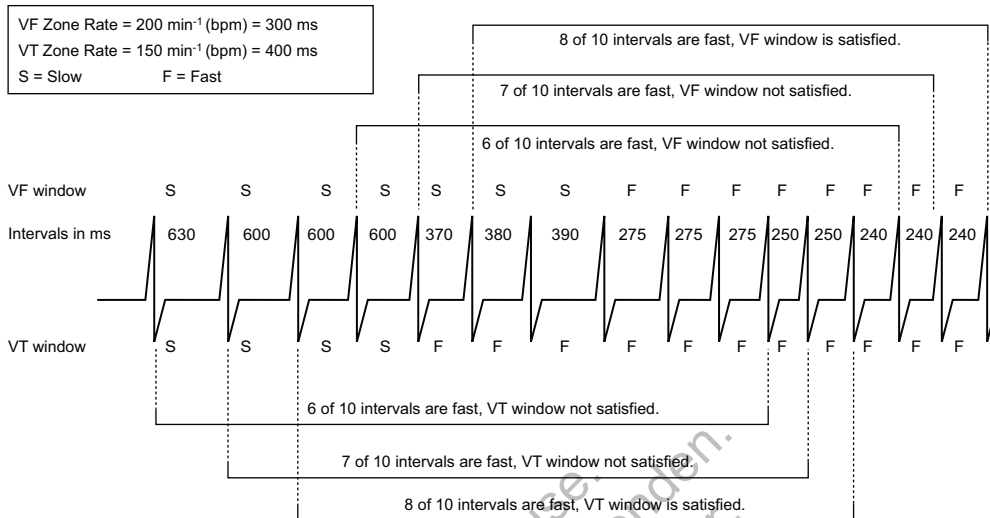 VF Zone Rate = 200 min-1 (bpm) = 300 ms
VT Zone Rate = 150 min-1 (bpm) = 400 ms
S = Slow F = Fast
8 of 10 intervals are fast, VF window is satisfied.
7 of 10 intervals are fast, VF window not satisfied.
6 of 10 intervals are fast, VF window not satisfied.
VF window S S S S S S S F F F F F F F F
Intervals in ms 630 600 600 600 370 380 390 275 275 275 250 250 240 240 240
VT window S S S S F F F F F F F F F F F
6 of 10 intervals are fast, VT window not satisfied.
7 of 10 intervals are fast, VT window not satisfied.
8 of 10 intervals are fast, VT window is satisfied.